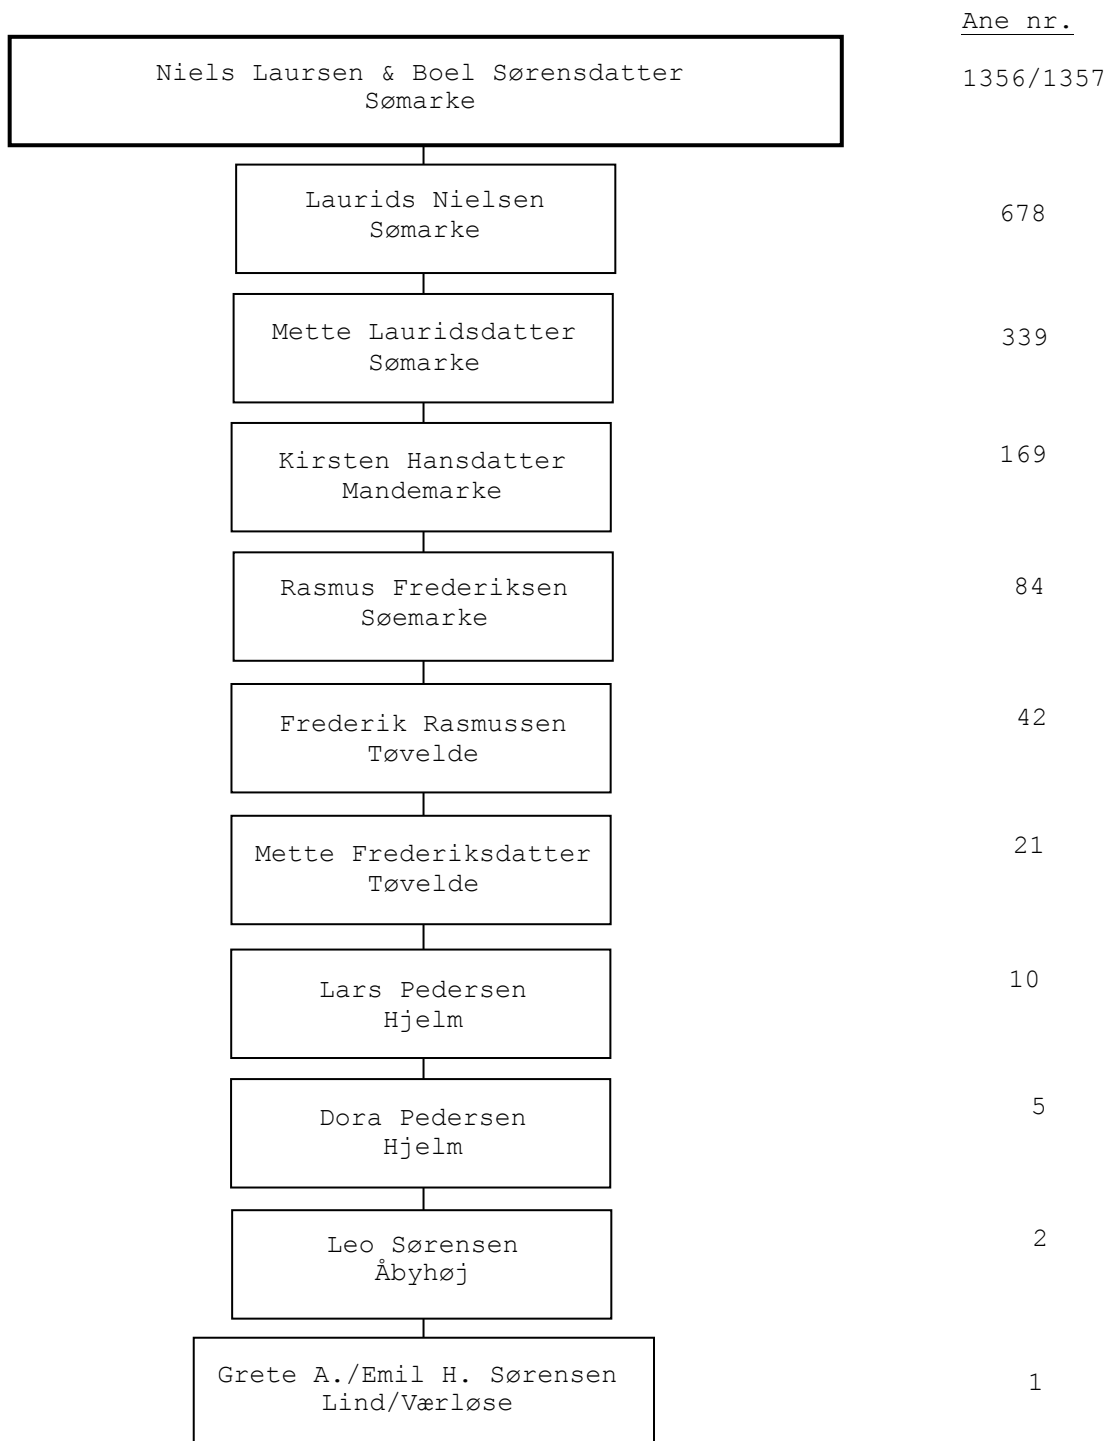 Ane nr.
Niels Laursen & Boel Sørensdatter
Sømarke
1356/1357
Laurids Nielsen
Sømarke
678
Mette Lauridsdatter
Sømarke
339
Kirsten Hansdatter
Mandemarke
169
Rasmus Frederiksen
Søemarke
84
Frederik Rasmussen
Tøvelde
42
Mette Frederiksdatter
Tøvelde
21
Lars Pedersen
Hjelm
10
Dora Pedersen
Hjelm
5
Leo Sørensen
Åbyhøj
2
Grete A./Emil H. Sørensen
Lind/Værløse
1